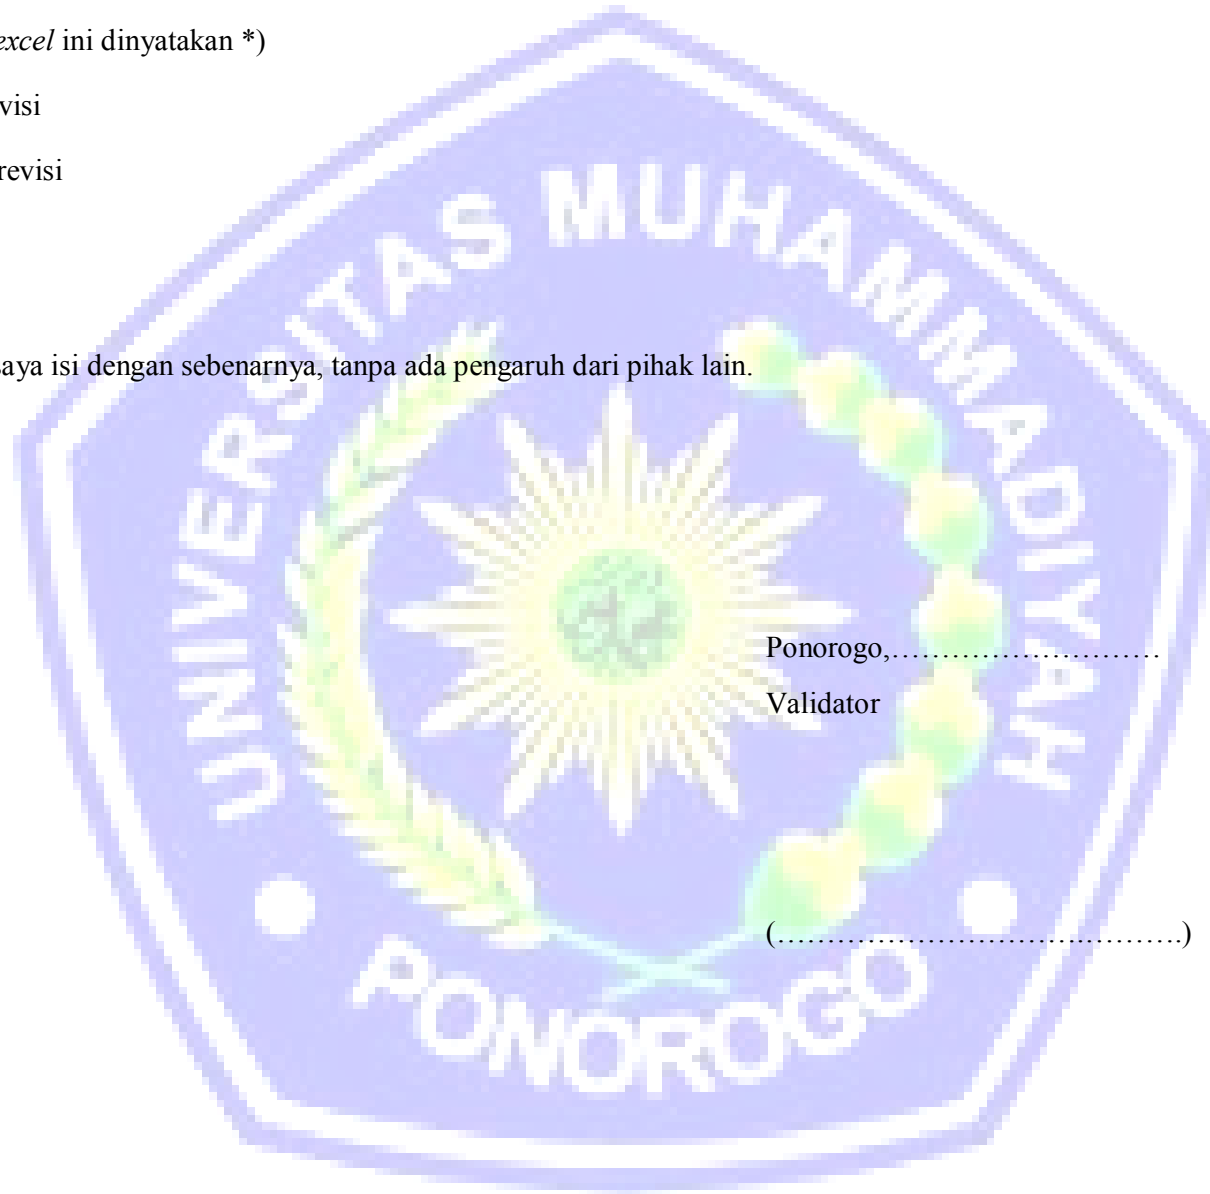 excel ini dinyatakan *)
visi
revisi
saya isi dengan sebenarnya, tanpa ada pengaruh dari pihak lain.
Ponorogo,...........................
Validator
(.........................................)
UNIVERSITAS MUHAMMADIYAH
PONOROGO